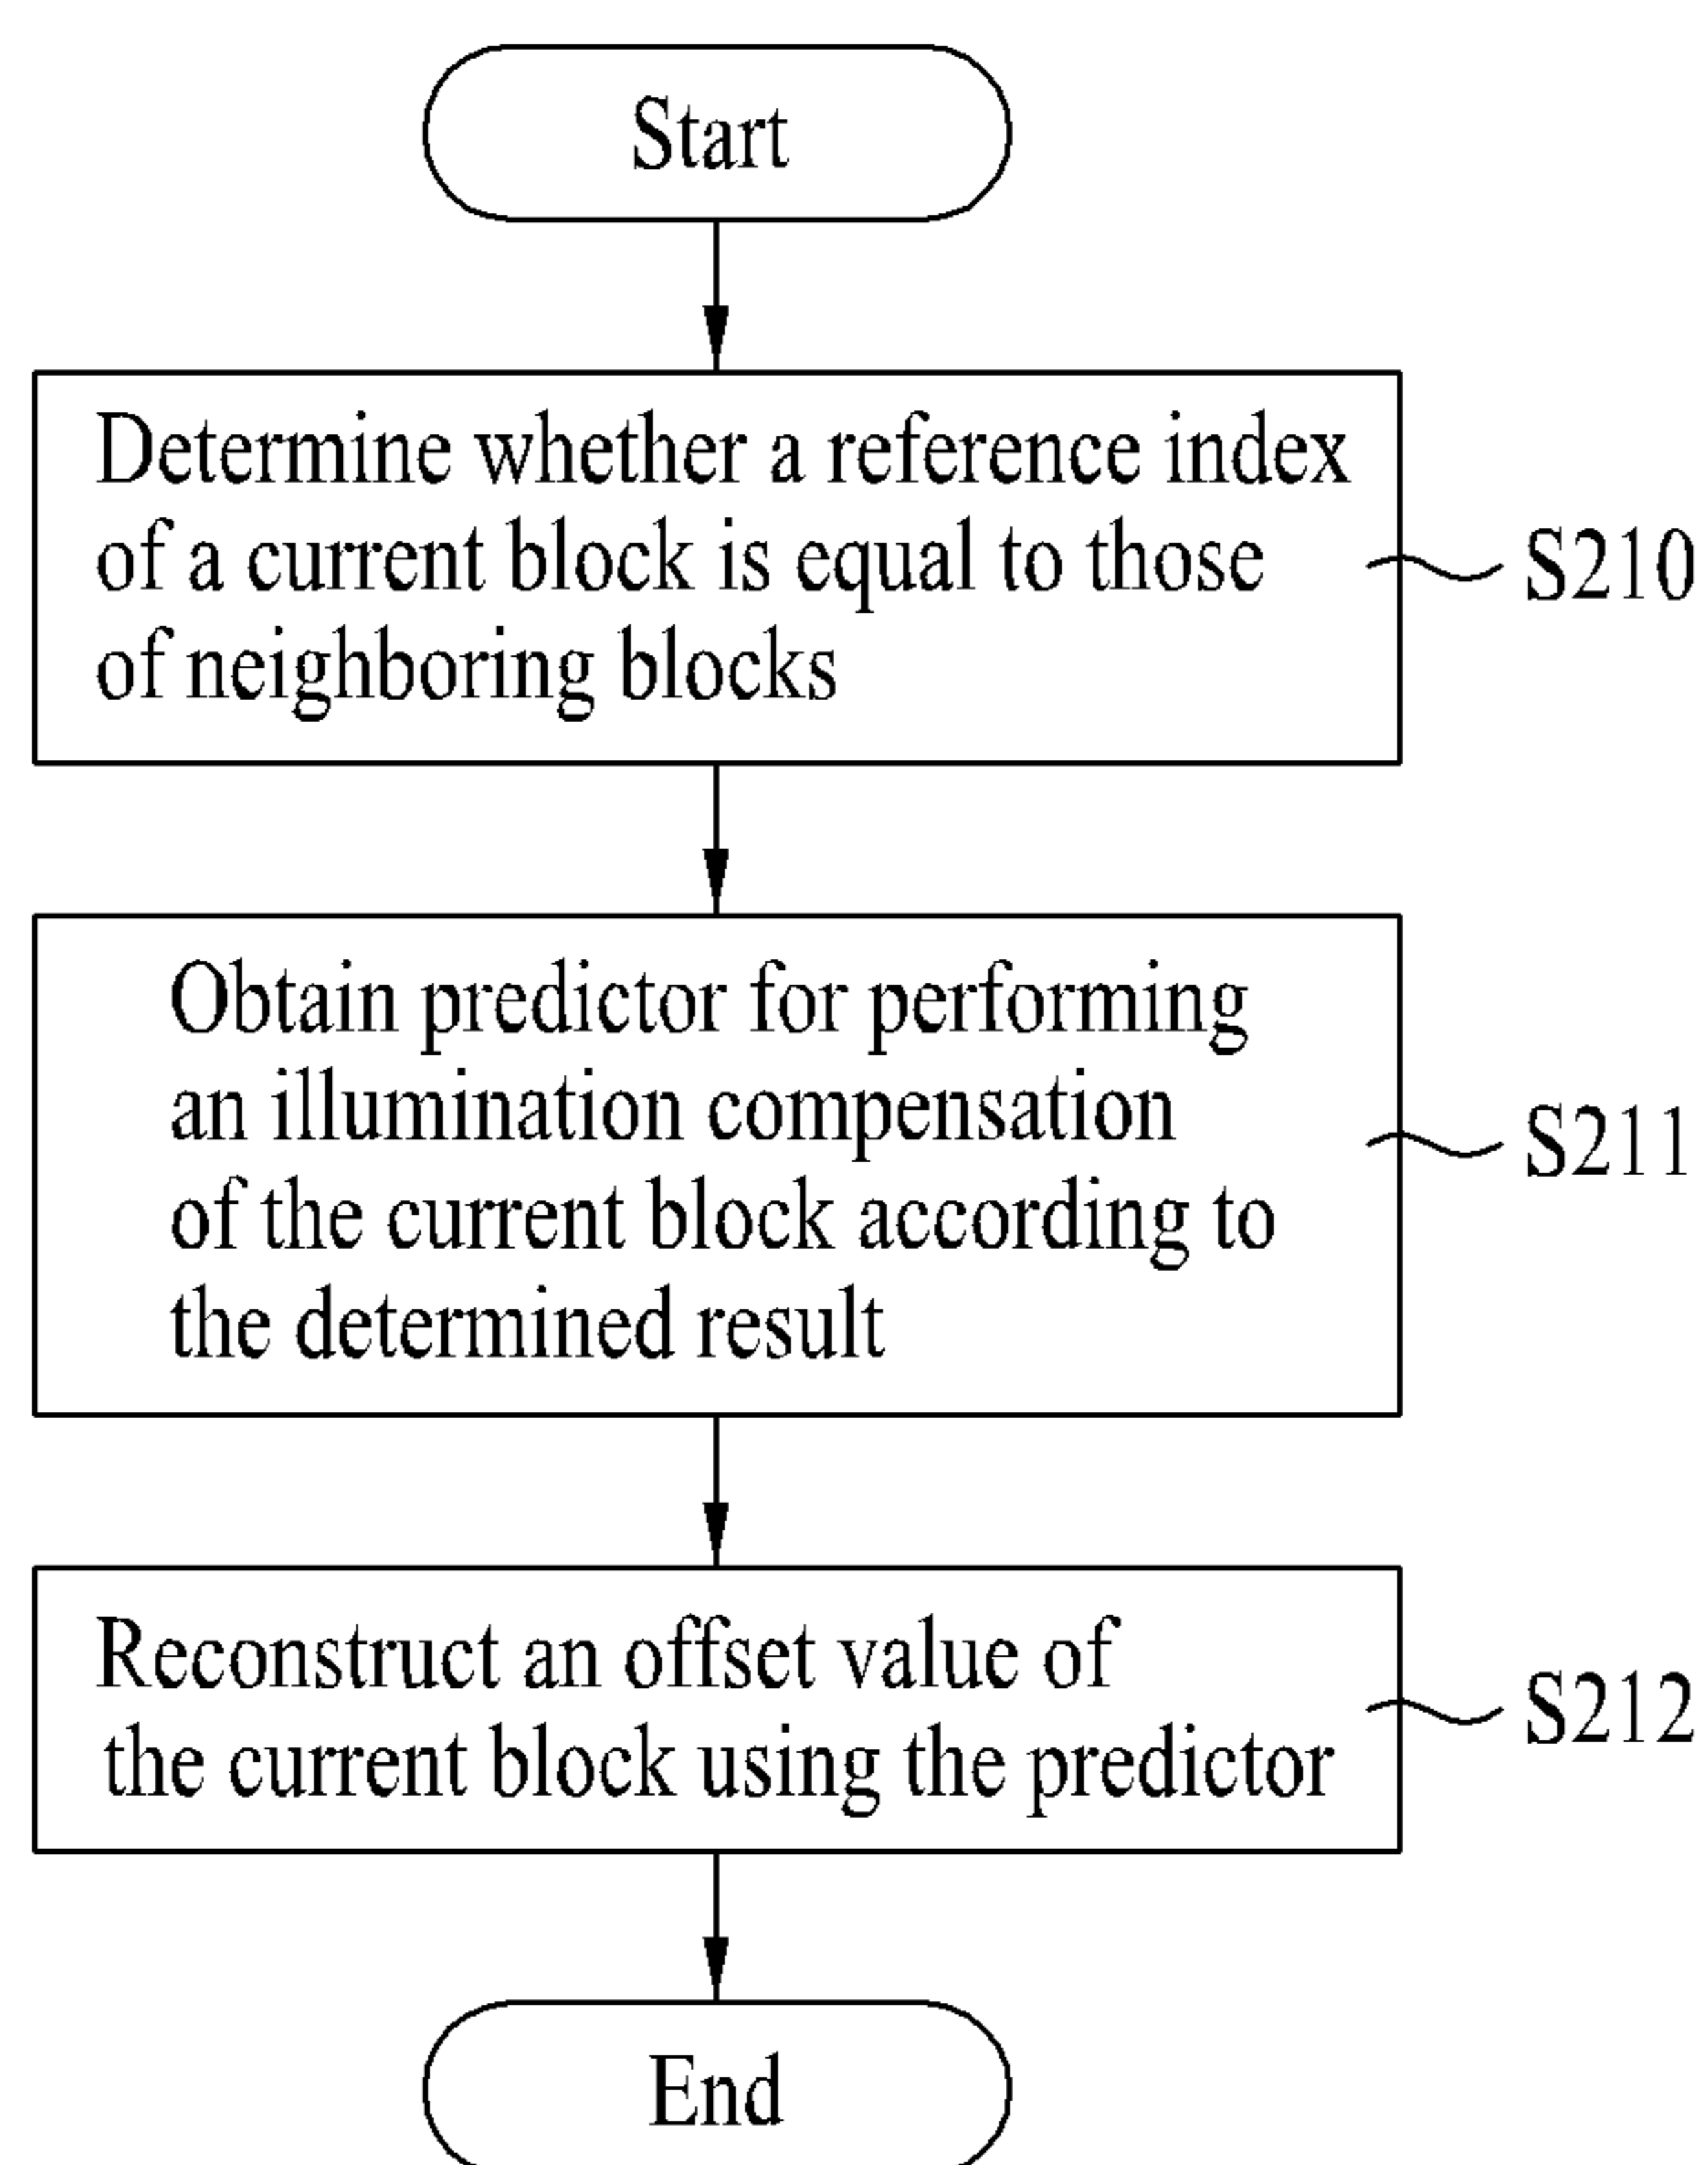 Start
Determine whether a reference index
of a current block is equal to those
of neighboring blocks
S210
Obtain predictor for performing
an illumination compensation
of the current block according to
the determined result
S211
Reconstruct an offset value of
the current block using the predictor
S212
End